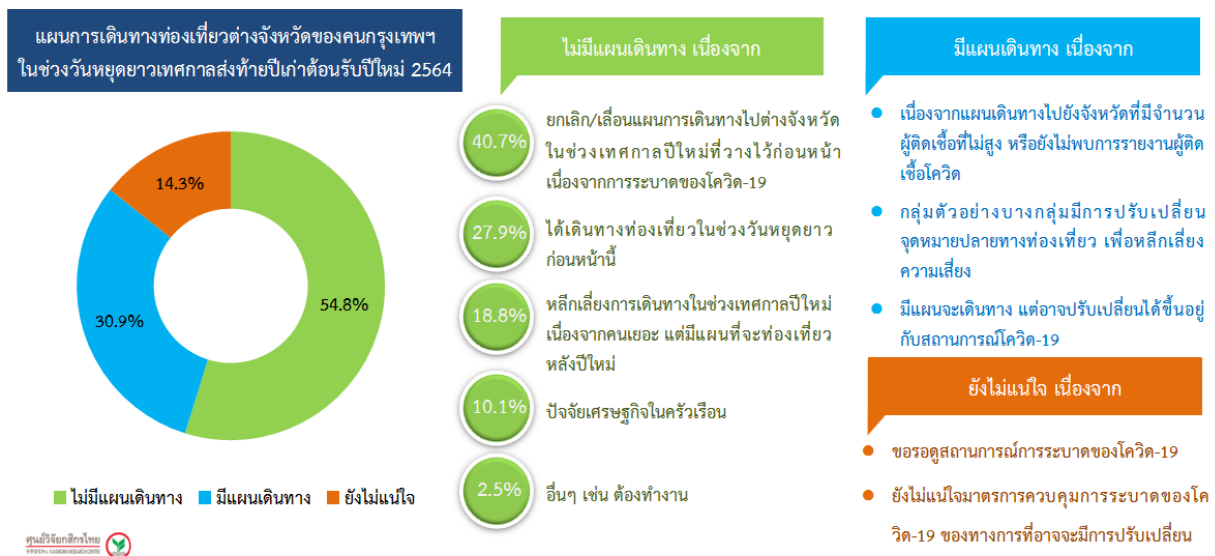 แผนการเดินทางท่องเที่ยวต่างจังหวัดของคนกรุงเทพฯ
ในช่วงวันหยุดยาวเทศกาลส่งท้ายปีเก่าต้อนรับปีใหม่ 2564
14.3%
30.9%
54.8%
ไม่มีแผนเดินทาง
มีแผนเดินทาง
ยังไม่แน่ใจ
ศูนย์วิจัยกสิกรไทย
ไม่มีแผนเดินทาง เนื่องจาก
40.7%
ยกเลิก/เลื่อนแผนการเดินทางไปต่างจังหวัด
ในช่วงเทศกาลปีใหม่ที่วางไว้ก่อนหน้า
เนื่องจากการระบาดของโควิด-19
27.9%
ได้เดินทางท่องเที่ยวในช่วงวันหยุดยาว
ก่อนหน้านี้
18.8%
หลีกเลี่ยงการเดินทางในช่วงเทศกาลปีใหม่
เนื่องจากคนเยอะ แต่มีแผนที่จะท่องเที่ยว
หลังปีใหม่
10.1%
ปัจจัยเศรษฐกิจในครัวเรือน
2.5%
อื่นๆ เช่น ต้องทำงาน
มีแผนเดินทาง เนื่องจาก
เนื่องจากแผนเดินทางไปยังจังหวัดที่มีจำนวน
ผู้ติดเชื้อที่ไม่สูง หรือยังไม่พบการรายงานผู้ติด
เชื้อโควิด
กลุ่มตัวอย่างบางกลุ่มมีการปรับเปลี่ยน
จุดหมายปลายทางท่องเที่ยว เพื่อหลีกเลี่ยง
ความเสี่ยง
มีแผนจะเดินทาง แต่อาจปรับเปลี่ยนได้ขึ้นอยู่
กับสถานการณ์โควิด-19
ยังไม่แน่ใจ เนื่องจาก
ขอรอดูสถานการณ์การระบาดของโควิด-19
ยังไม่แน่ใจมาตรการควบคุมการระบาดของโค
วิด-19 ของทางการที่อาจจะมีการปรับเปลี่ยน